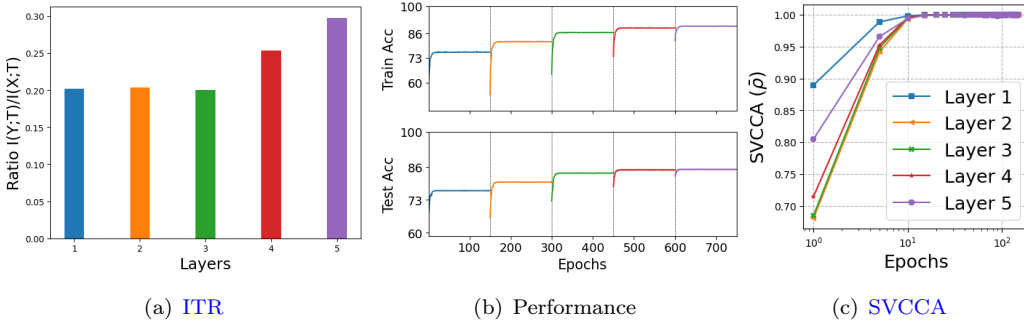 Ratio I(Y;T)/I(X;T)
0.30
0.25
0.20
0.15
0.10
0.05
0.00
1 2 3 4 5
Layers
(a) ITR
Train Acc
100
86
73
60
Test Acc
100
86
73
60
100 200 300 400 500 600 700
Epochs
(b) Performance
SVCCA (ρ̄)
1.00
0.95
0.90
0.85
0.80
0.75
0.70
Layer 1
Layer 2
Layer 3
Layer 4
Layer 5
10⁰ 10¹ 10²
Epochs
(c) SVCCA